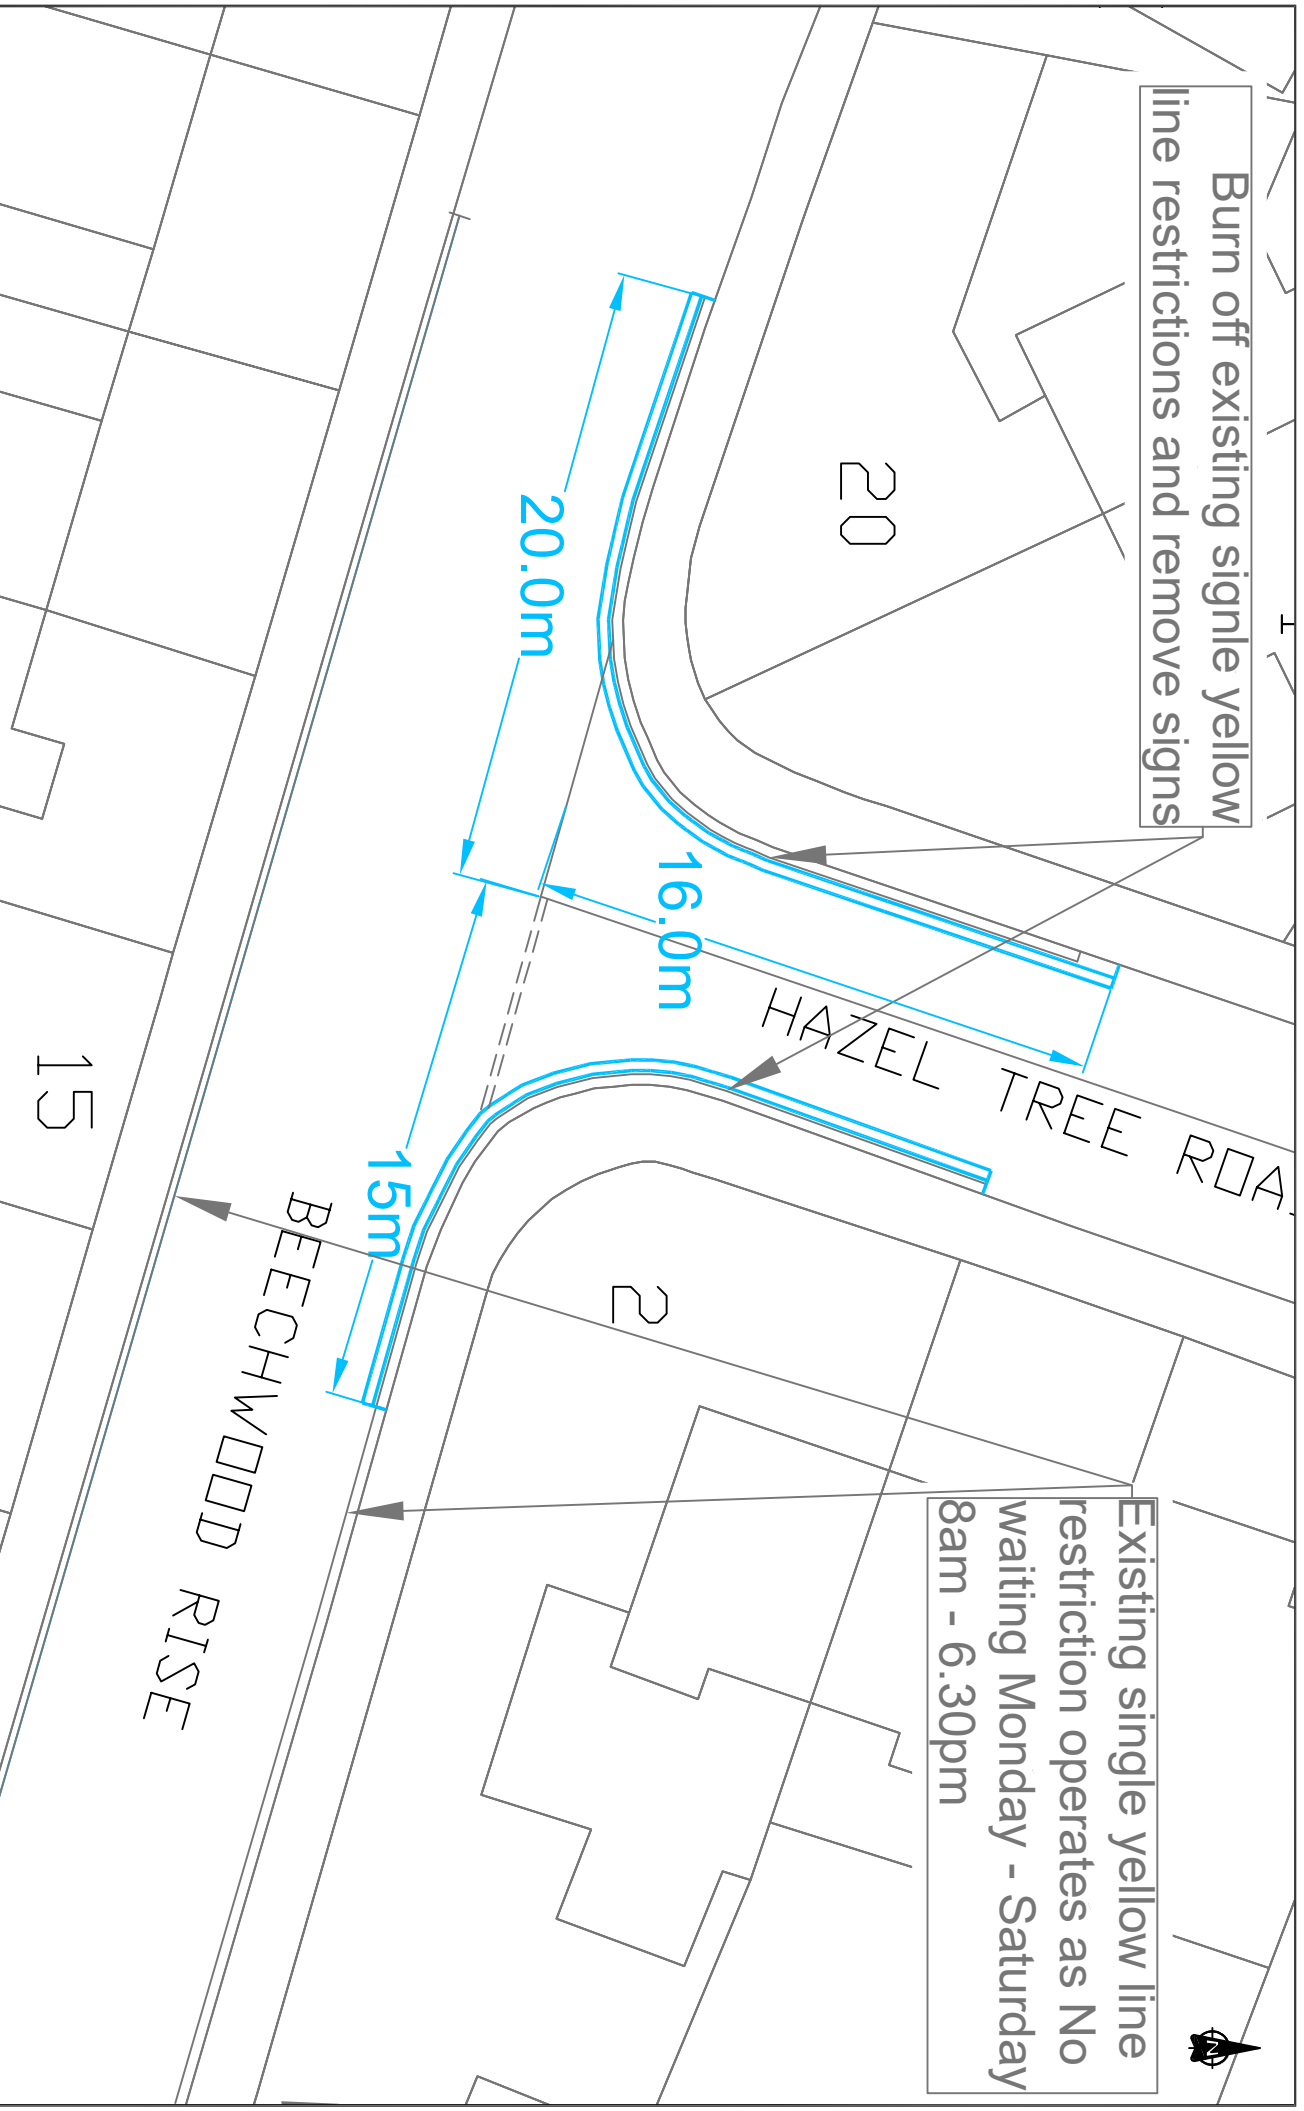 Burn off existing signle yellow
line restrictions and remove signs
20
20.0m
16.0m
HAZEL TREE ROA
15m
2
15
BEECHWOOD RISE
Existing single yellow line
restriction operates as No
waitiing Monday - Saturday
8am - 6.30pm
N